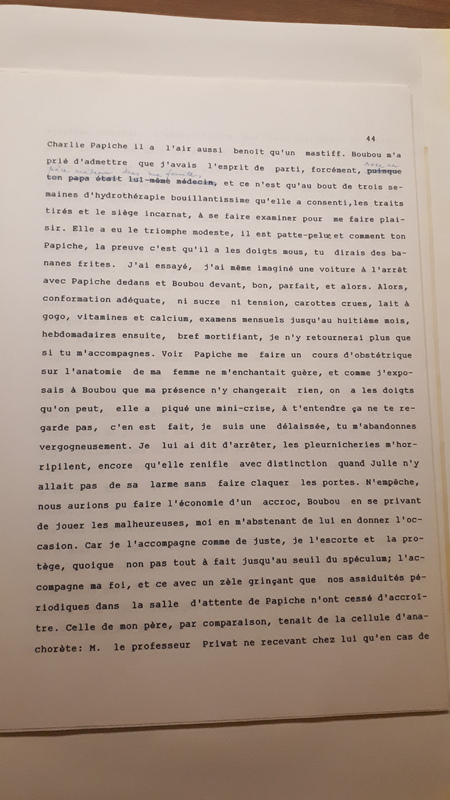 44
Charlie Papiche il a l'air aussi benoît qu'un mastiff. Boubou m'a
prié d'admettre que j'avais l'esprit de parti, forcément, puisque
ton papa était lui-même médecin, et ce n'est qu'au bout de trois se-
maines d'hydrothérapie bouillantissime qu'elle a consenti, les traits
tirés et le siège incarnat, à se faire examiner pour me faire plai-
sir. Elle a eu le triomphe modeste, il est patte-pelu, et comment ton
Papiche, la preuve c'est qu'il a les doigts mous, tu dirais des ba-
nanes frites. J'ai essayé, j'ai même imaginé une voiture à l'arrêt
avec Papiche dedans et Boubou devant, bon, parfait, et alors. Alors,
conformation adéquate, ni sucre ni tension, carottes crues, lait à
gogo, vitamines et calcium, examens mensuels jusqu'au huitième mois,
hebdomadaires ensuite, bref mortifiant, je n'y retournerai plus que
si tu m'accompagnes. Voir Papiche me faire un cours d'obstétrique
sur l'anatomie de ma femme ne m'enchantait guère, et comme j'expo-
sais à Boubou que ma présence n'y changerait rien, on a les doigts
qu'on peut, elle a piqué une mini-crise, à t'entendre ça ne te re-
garde pas, c'en est fait, je suis une délaissée, tu m'abandonnes
vergogneusement. Je lui ai dit d'arrêter, les pleurnicheries m'hor-
ripilent, encore qu'elle renifle avec distinction quand Julie n'y
allait pas de sa larme sans faire claquer les portes. N'empêche,
nous aurions pu faire l'économie d'un accroc, Boubou en se privant
de jouer les malheureuses, moi en m'abstenant de lui en donner l'oc-
casion. Car je l'accompagne comme de juste, je l'escorte et la pro-
tège, quoique non pas tout à fait jusqu'au seuil du spéculum; l'ac-
compagne ma foi, et ce avec un zèle grinçant que nos assiduités pé-
riodiques dans la salle d'attente de Papiche n'ont cessé d'accroî-
tre. Celle de mon père, par comparaison, tenait de la cellule d'ana-
chorète: M. le professeur Privat ne recevant chez lui qu'en cas de